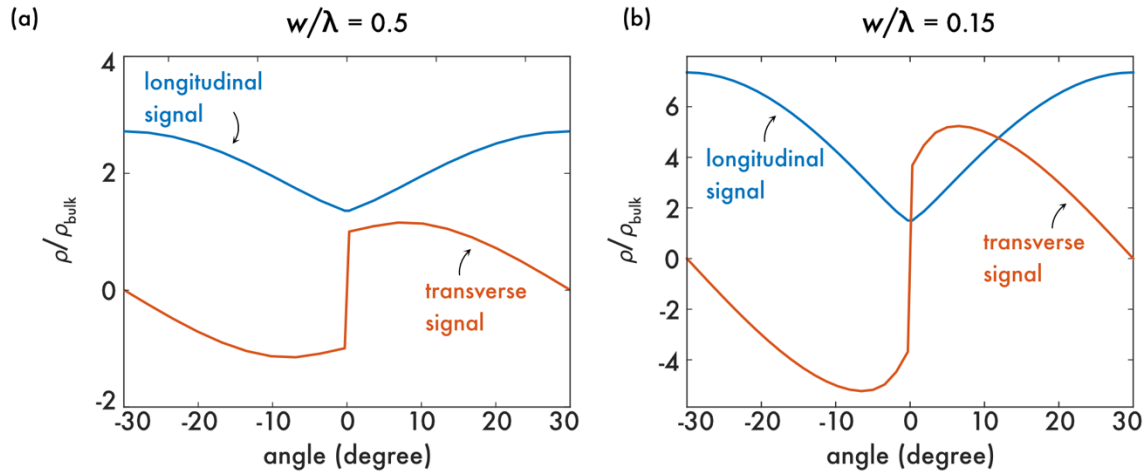 (a)
w/λ = 0.5
4
2
0
-2
ρ/ρbulk
longitudinal
signal
transverse
signal
-30
-20
-10
0
10
20
30
angle (degree)
(b)
w/λ = 0.15
6
4
2
0
-2
-4
ρ/ρbulk
longitudinal
signal
transverse
signal
-30
-20
-10
0
10
20
30
angle (degree)